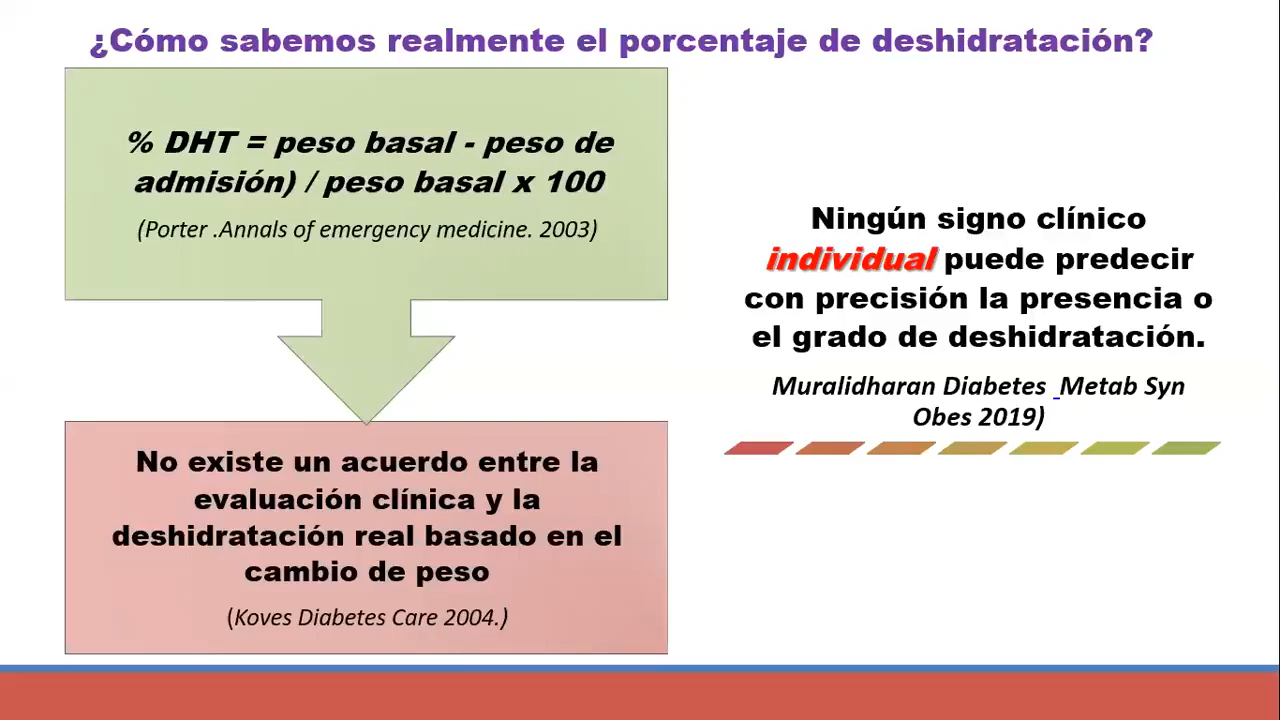 ¿Cómo sabemos realmente el porcentaje de deshidratación?
% DHT = peso basal - peso de
admisión) / peso basal x 100
(Porter .Annals of emergency medicine. 2003)
No existe un acuerdo entre la
evaluación clínica y la
deshidratación real basado en el
cambio de peso
(Koves Diabetes Care 2004.)
Ningún signo clínico
individual puede predecir
con precisión la presencia o
el grado de deshidratación.
Muralidharan Diabetes Metab Syn
Obes 2019)